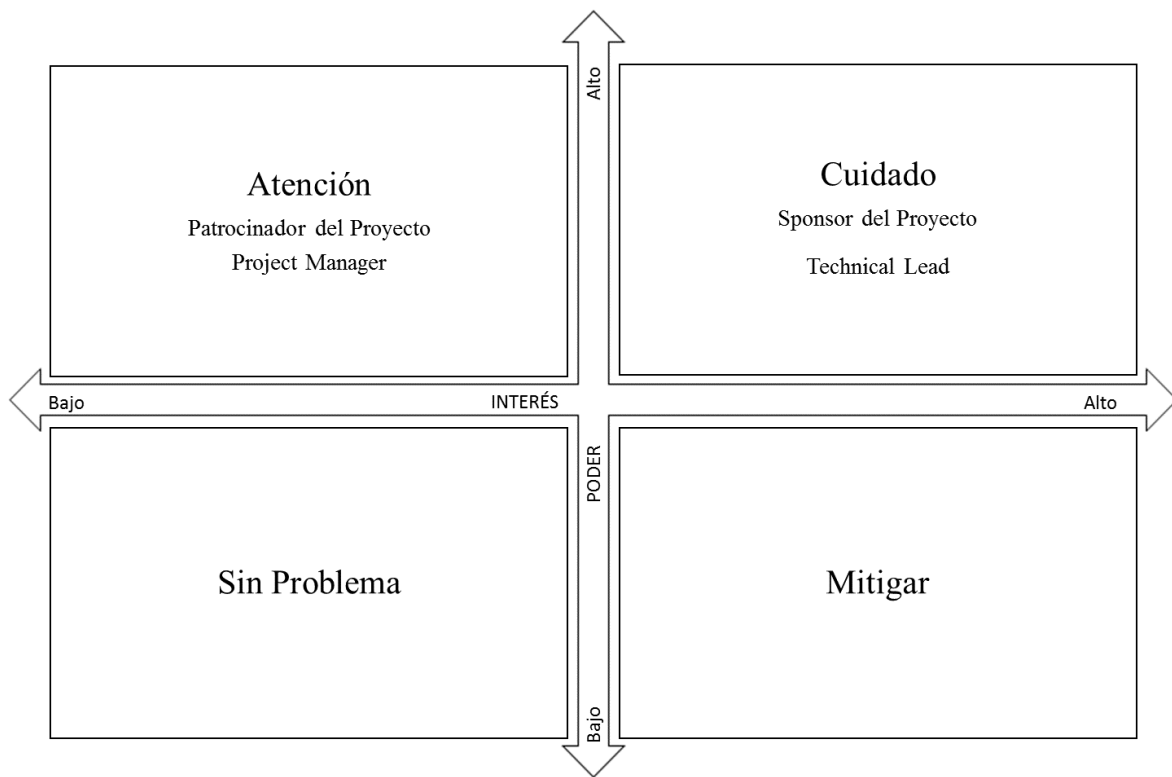 Alto
Atención
Patrocinador del Proyecto
Project Manager
Cuidado
Sponsor del Proyecto
Technical Lead
Bajo
INTERÉS
Alto
PODER
Sin Problema
Mitigar
Bajo